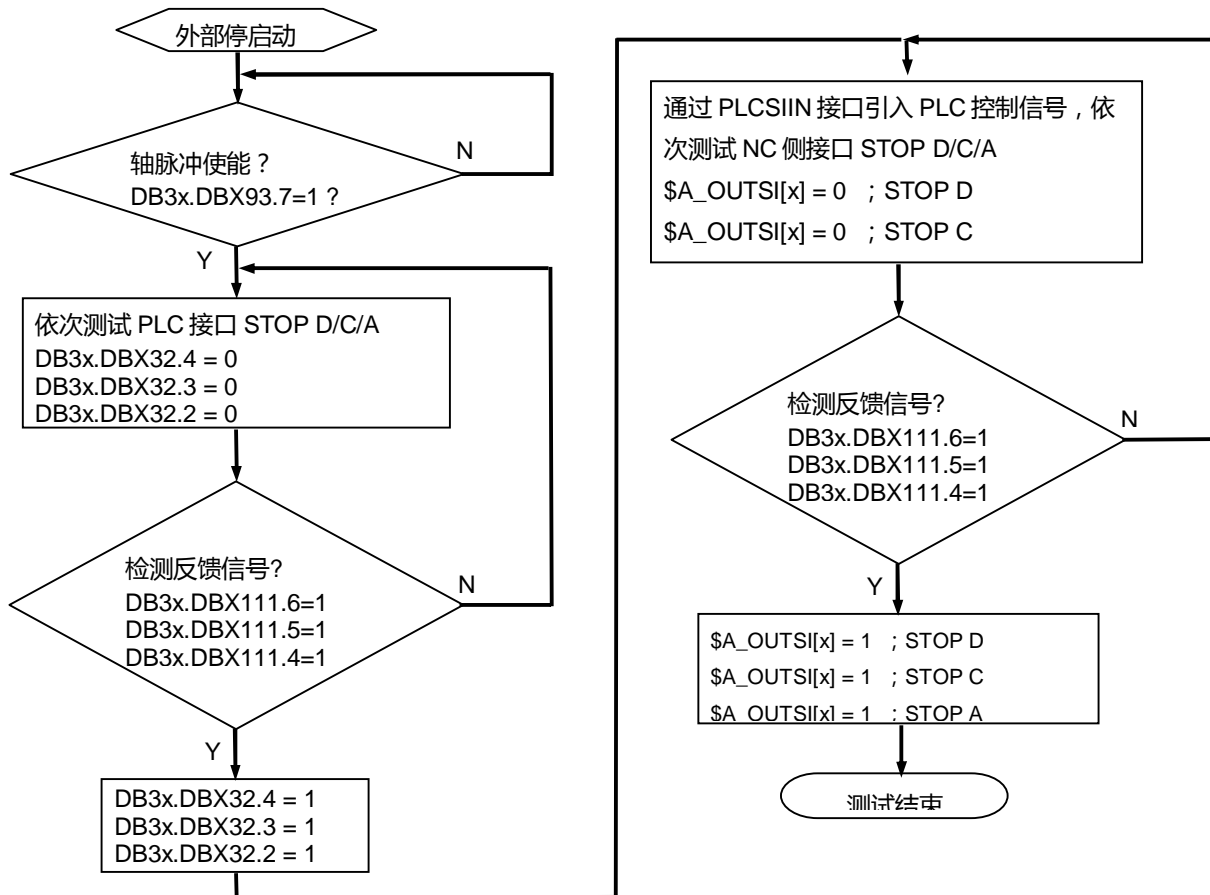 外部停启动
轴脉冲使能？
DB3x.DBX93.7=1？
N
Y
依次测试 PLC 接口 STOP D/C/A
DB3x.DBX32.4 = 0
DB3x.DBX32.3 = 0
DB3x.DBX32.2 = 0
检测反馈信号?
DB3x.DBX111.6=1
DB3x.DBX111.5=1
DB3x.DBX111.4=1
N
Y
DB3x.DBX32.4 = 1
DB3x.DBX32.3 = 1
DB3x.DBX32.2 = 1
通过 PLCSIIN 接口引入 PLC 控制信号，依
次测试 NC 侧接口 STOP D/C/A
$A_OUTSI[x] = 0 ；STOP D
$A_OUTSI[x] = 0 ；STOP C
检测反馈信号?
DB3x.DBX111.6=1
DB3x.DBX111.5=1
DB3x.DBX111.4=1
N
Y
$A_OUTSI[x] = 1 ；STOP D
$A_OUTSI[x] = 1 ；STOP C
$A_OUTSI[x] = 1 ；STOP A
测试结束